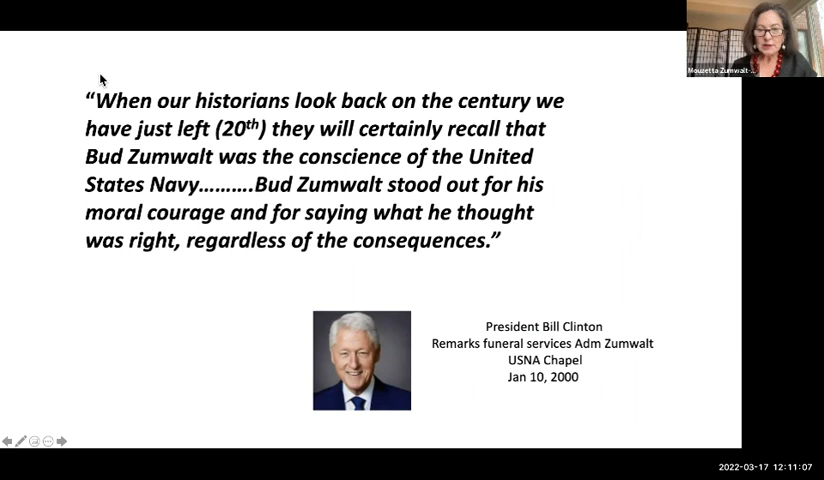 Mouzetta Zumwalt-...
“When our historians look back on the century we
have just left (20th) they will certainly recall that
Bud Zumwalt was the conscience of the United
States Navy……….Bud Zumwalt stood out for his
moral courage and for saying what he thought
was right, regardless of the consequences.”
President Bill Clinton
Remarks funeral services Adm Zumwalt
USNA Chapel
Jan 10, 2000
2022-03-17 12:11:07